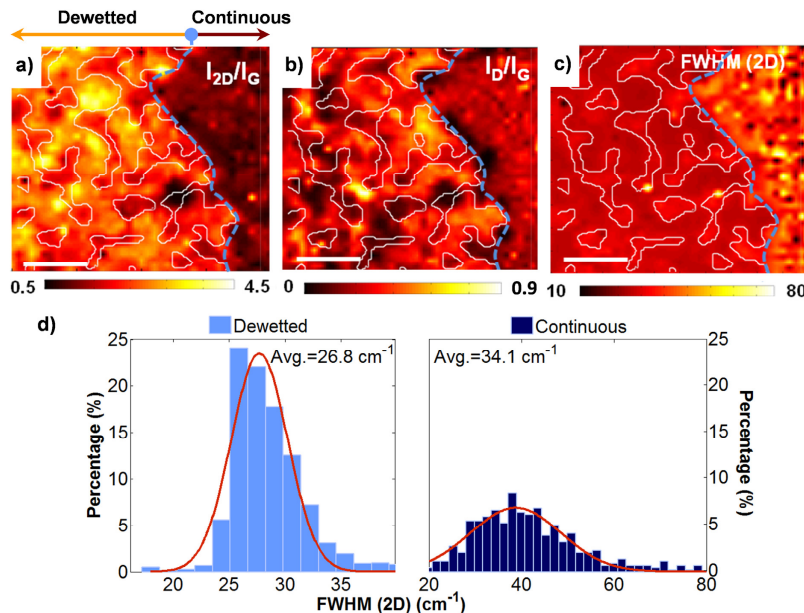 Dewetted Continuous
a) I2D/IG
b) ID/IG
c) FWHM (2D)
0.5 4.5 0 0.9 10 80
d) Dewetted Continuous
25 Avg.=26.8 cm-1 Avg.=34.1 cm-1 25
20 20
15 15
10 10
5 5
0 0
Percentage (%) Percentage (%)
20 25 30 35 20 40 60 80
FWHM (2D) (cm-1)